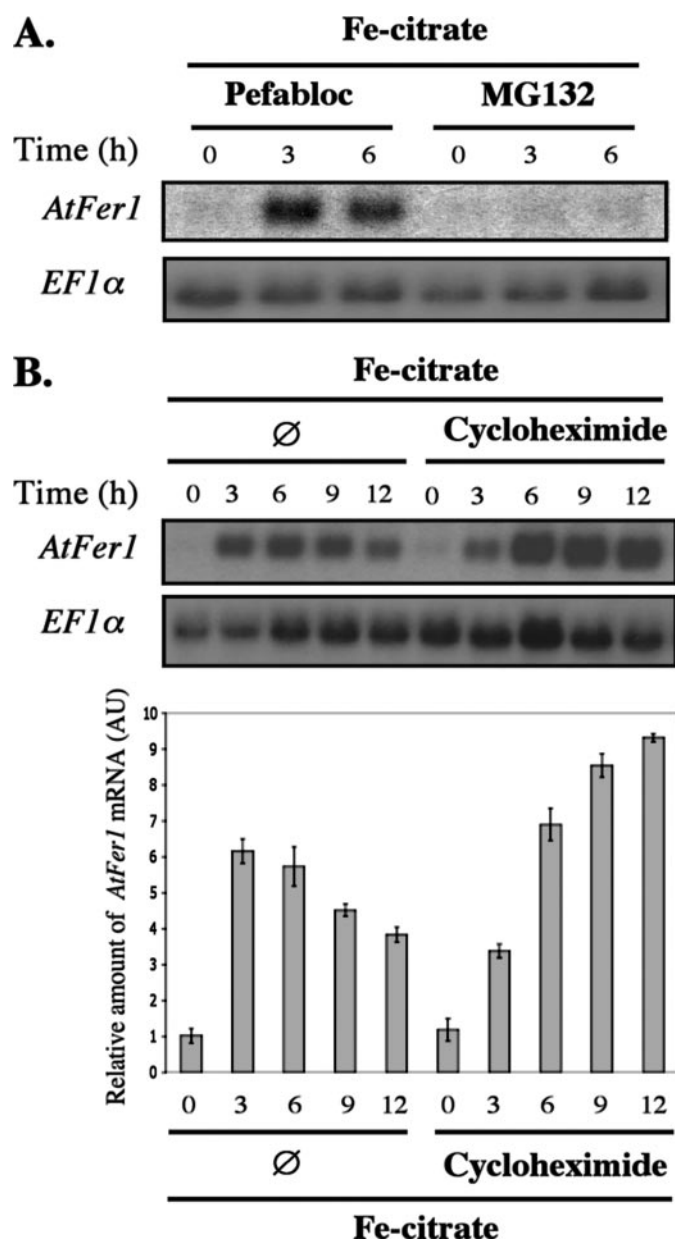 A.
Fe-citrate
Pefabloc MG132
Time (h) 0 3 6 0 3 6
AtFer1
EF1α
B.
Fe-citrate
∅ Cycloheximide
Time (h) 0 3 6 9 12 0 3 6 9 12
AtFer1
EF1α
Relative amount of AtFer1 mRNA (AU)
10
9
8
7
6
5
4
3
2
1
0
0 3 6 9 12 0 3 6 9 12
∅ Cycloheximide
Fe-citrate